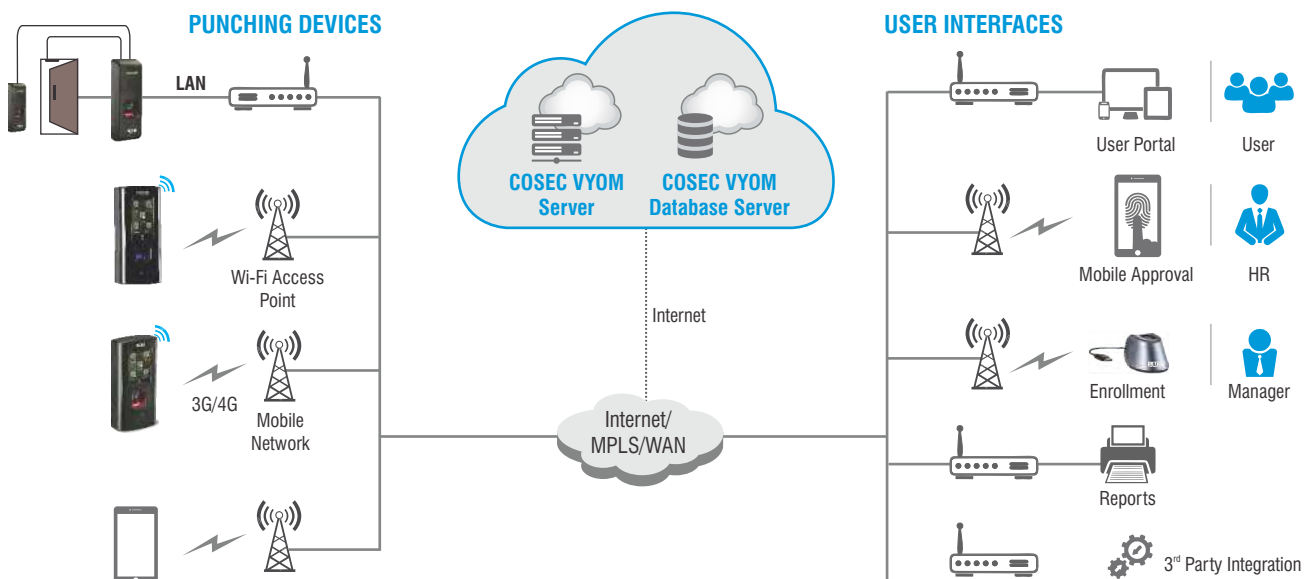 PUNCHING DEVICES
LAN
Wi-Fi Access
Point
3G/4G
Mobile
Network
COSEC VYOM
Server
COSEC VYOM
Database Server
Internet
Internet/
MPLS/WAN
USER INTERFACES
User Portal
User
Mobile Approval
HR
Enrollment
Manager
Reports
3rd Party Integration